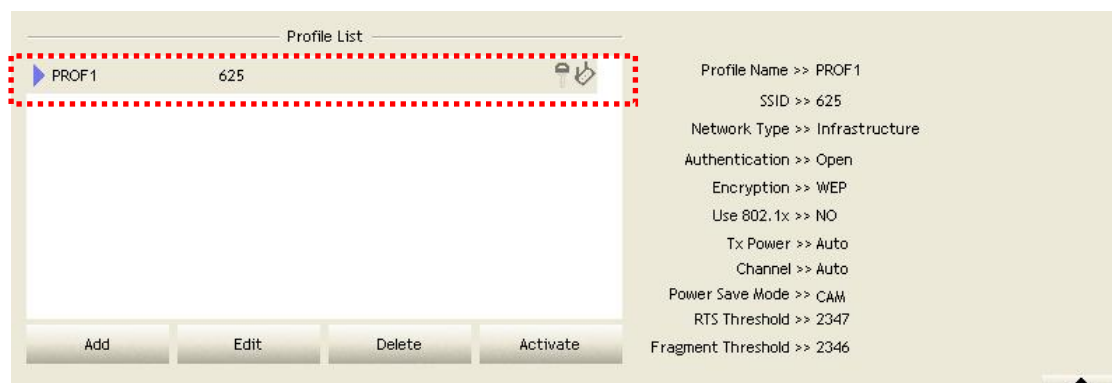 Profile List
PROF1 625
Add Edit Delete Activate
Profile Name >> PROF1
SSID >> 625
Network Type >> Infrastructure
Authentication >> Open
Encryption >> WEP
Use 802.1x >> NO
Tx Power >> Auto
Channel >> Auto
Power Save Mode >> CAM
RTS Threshold >> 2347
Fragment Threshold >> 2346